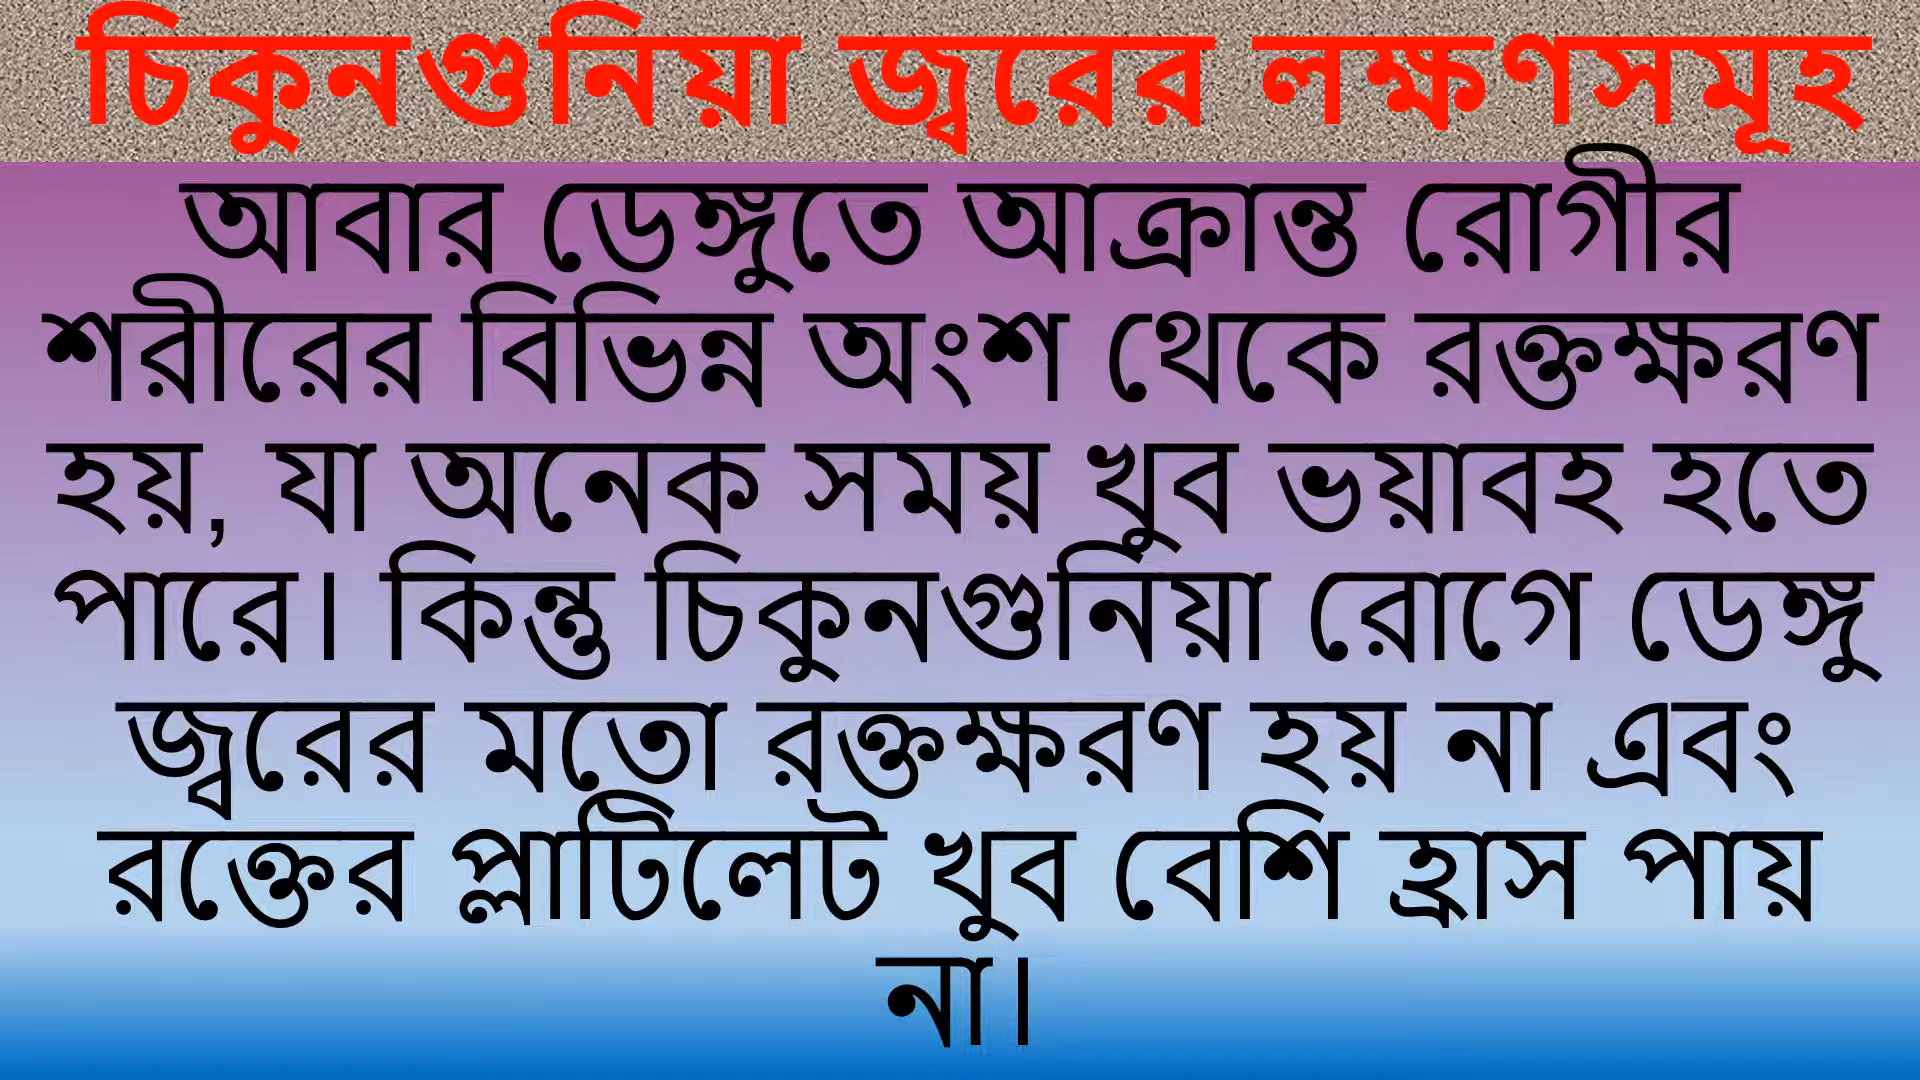 চিকুনগুনিয়া জ্বরের লক্ষণসমূহ
আবার ডেঙ্গুতে আক্রান্ত রোগীর
শরীরের বিভিন্ন অংশ থেকে রক্তক্ষরণ
হয়, যা অনেক সময় খুব ভয়াবহ হতে
পারে। কিন্তু চিকুনগুনিয়া রোগে ডেঙ্গু
জ্বরের মতো রক্তক্ষরণ হয় না এবং
রক্তের প্লাটিলেট খুব বেশি হ্রাস পায়
না।